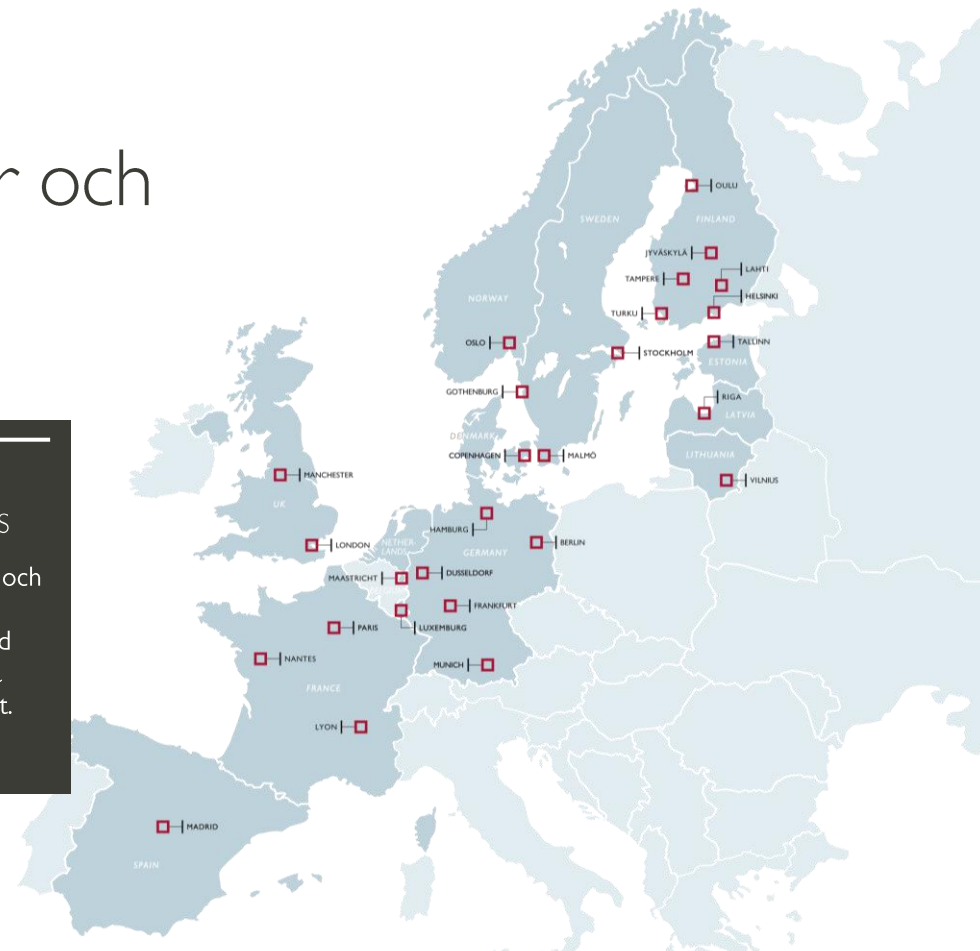 r och
S
och
d
t.
OULU
SWEDEN
FINLAND
JYVÄSKYLÄ
LAHTI
TAMPERE
HELSINKI
NORWAY
TURKU
OSLO
TALLINN
STOCKHOLM
ESTONIA
GOTHENBURG
RIGA
LATVIA
DENMARK
COPENHAGEN
MALMÖ
LITHUANIA
MANCHESTER
VILNIUS
UK
HAMBURG
LONDON
NETHER-
LANDS
GERMANY
BERLIN
MAASTRICHT
DUSSELDORF
FRANKFURT
PARIS
LUXEMBURG
NANTES
MUNICH
FRANCE
LYON
MADRID
SPAIN